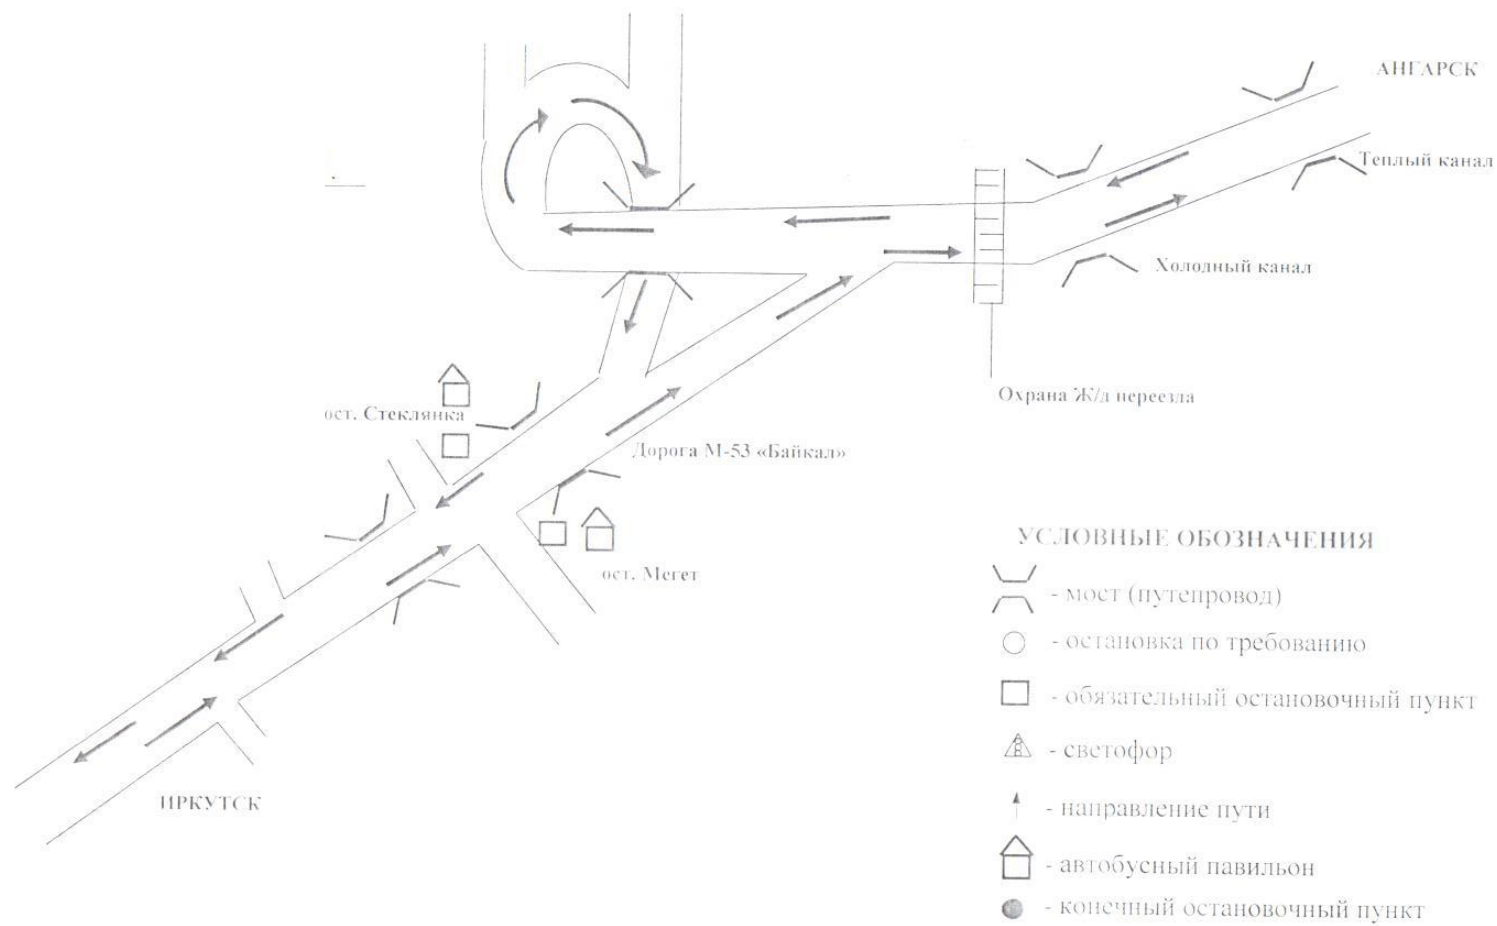 АНГАРСК
Теплый канал
Холодный канал
Охрана Ж/д переезда
ост. Стеклянка
Дорога М-53 «Байкал»
ост. Мегет
ИРКУТСК
УСЛОВНЫЕ ОБОЗНАЧЕНИЯ
- мост (путепровод)
- остановка по требованию
- обязательный остановочный пункт
- светофор
- направление пути
- автобусный павильон
- конечный остановочный пункт